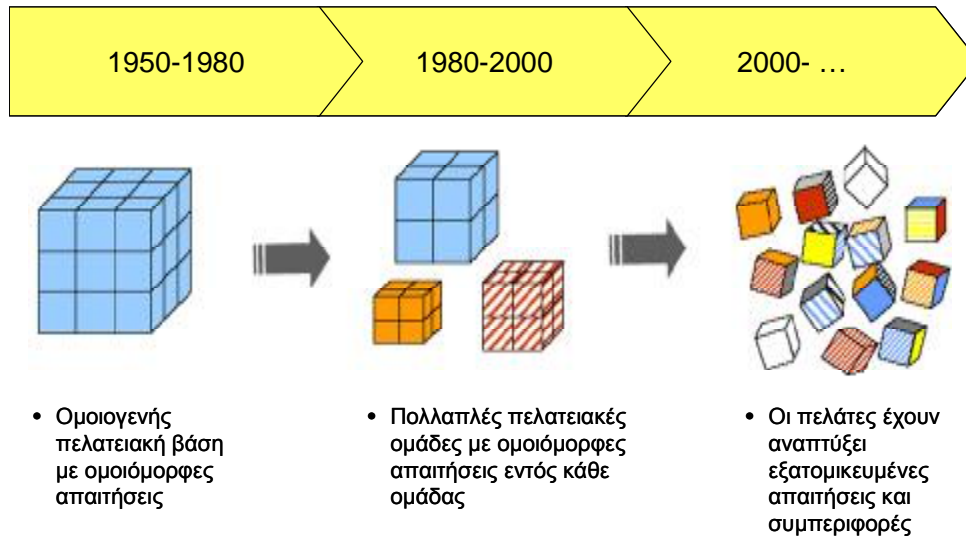 1950-1980
1980-2000
2000- …
• Ομοιογενής
πελατειακή βάση
με ομοιόμορφες
απαιτήσεις
• Πολλαπλές πελατειακές
ομάδες με ομοιόμορφες
απαιτήσεις εντός κάθε
ομάδας
• Οι πελάτες έχουν
αναπτύξει
εξατομικευμένες
απαιτήσεις και
συμπεριφορές